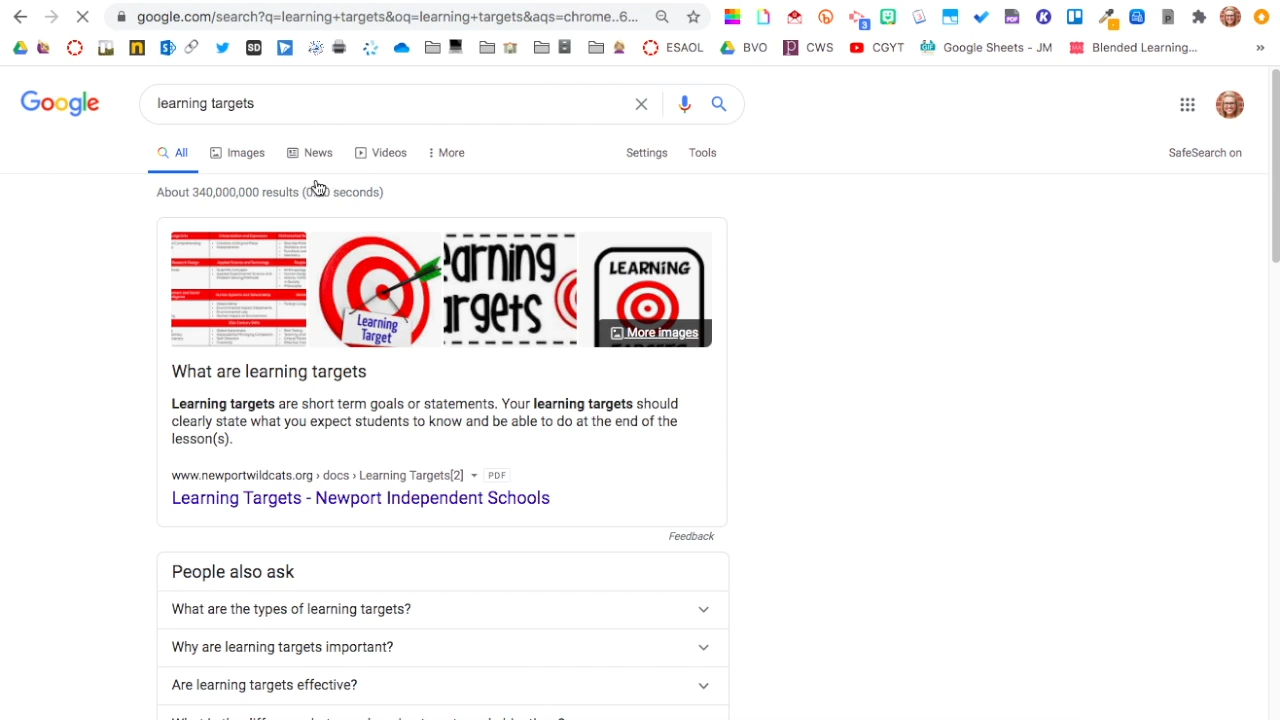 google.com/search?q=learning+targets&oq=learning+targets&aqs=chrome..6...
3
SD
ESAOL
BVO
CWS
CGYT
Google Sheets - JM
Blended Learning...
»
Google
learning targets
All
Images
News
Videos
More
Settings
Tools
SafeSearch on
About 340,000,000 results (0. seconds)
Learning
Target
earning
argets
LEARNING
More images
What are learning targets
Learning targets are short term goals or statements. Your learning targets should
clearly state what you expect students to know and be able to do at the end of the
lesson(s).
www.newportwildcats.org › docs › Learning Targets[2]
PDF
Learning Targets - Newport Independent Schools
Feedback
People also ask
What are the types of learning targets?
Why are learning targets important?
Are learning targets effective?